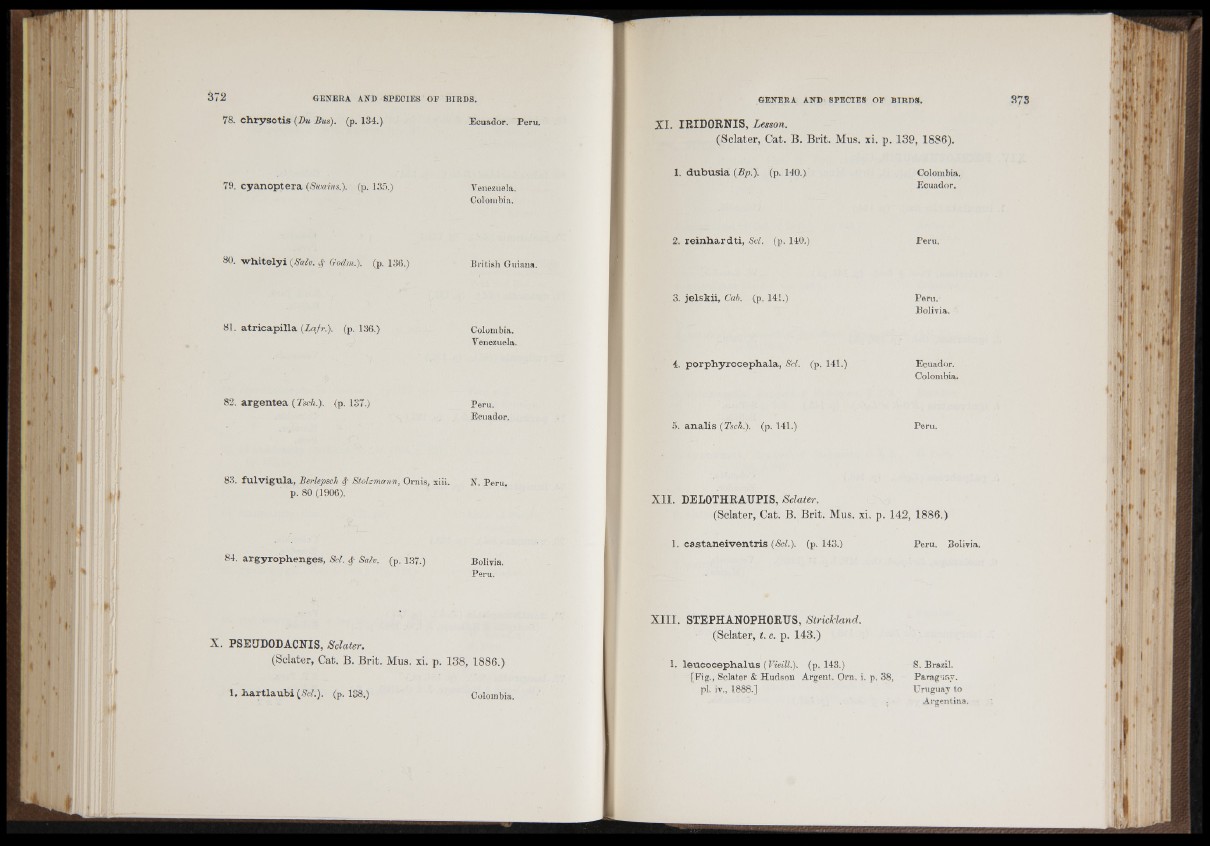 372 GENERA AND SPECIES OF BIRDS.
78. chrysotis (Du Bus). (p. 134.) Ecuador. Peru.
79. cyanoptera (Swains.). (p. 135.) Venezuela.
Colombia.
80. whitelyi (Salv. & Godm.). (p. 136.) British Guiana.
81. atricapilla (Lafr.). (p. 136.) Colombia.
Venezuela.
82. argentea (Tsch.). (p. 137.) Peru.
Ecuador.
83. fulvigula, Berlepsch & Stolzmann, Ornis, xiii. N. Peru.
p. 80 (1906).
84. argyrophenges, Scl. & Salv. (p. 137.) Bolivia.
Peru.
X. PSEUDODACNIS, Sclater.
(Sclater, Cat. B. Brit. Mus. xi. p. 138, 1886.)
1. hartlaubi (Scl.). (p. 138.) Colombia.
GENERA AND SPECIES OF BIRDS. 373
XI. IRIDORNIS, Lesson.
(Sclater, Cat. B. Brit. Mus. xi. p. 139, 1886).
1. dubusia (Bp.). (p. 140.) Colombia.
Ecuador.
2. reinhardti, Scl. (p. 140.) Peru.
3. jelskii, Cab. (p. 141.) Peru.
Bolivia.
4. porphyrocephala, Scl. (p. 141.) Ecuador.
Colombia.
5. analis (Tsch.). (p. 141.) Peru.
XII. DELOTHRAUPIS, Sclater.
(Sclater, Cat. B. Brit. Mus. xi. p. 142, 1886.)
1. castaneiventris (Scl.). (p. 143.) Peru. Bolivia.
XIII. STEPHANOPHORUS, Strickland.
(Sclater, t. c. p. 143.)
1. leucocephalus (Vieill.). (p. 143.) S. Brazil.
[Fig., Sclater & Hudson Argent. Orn. i. p. 38, Paraguay.
pl. iv., 1888.] Uruguay to
Argentina.